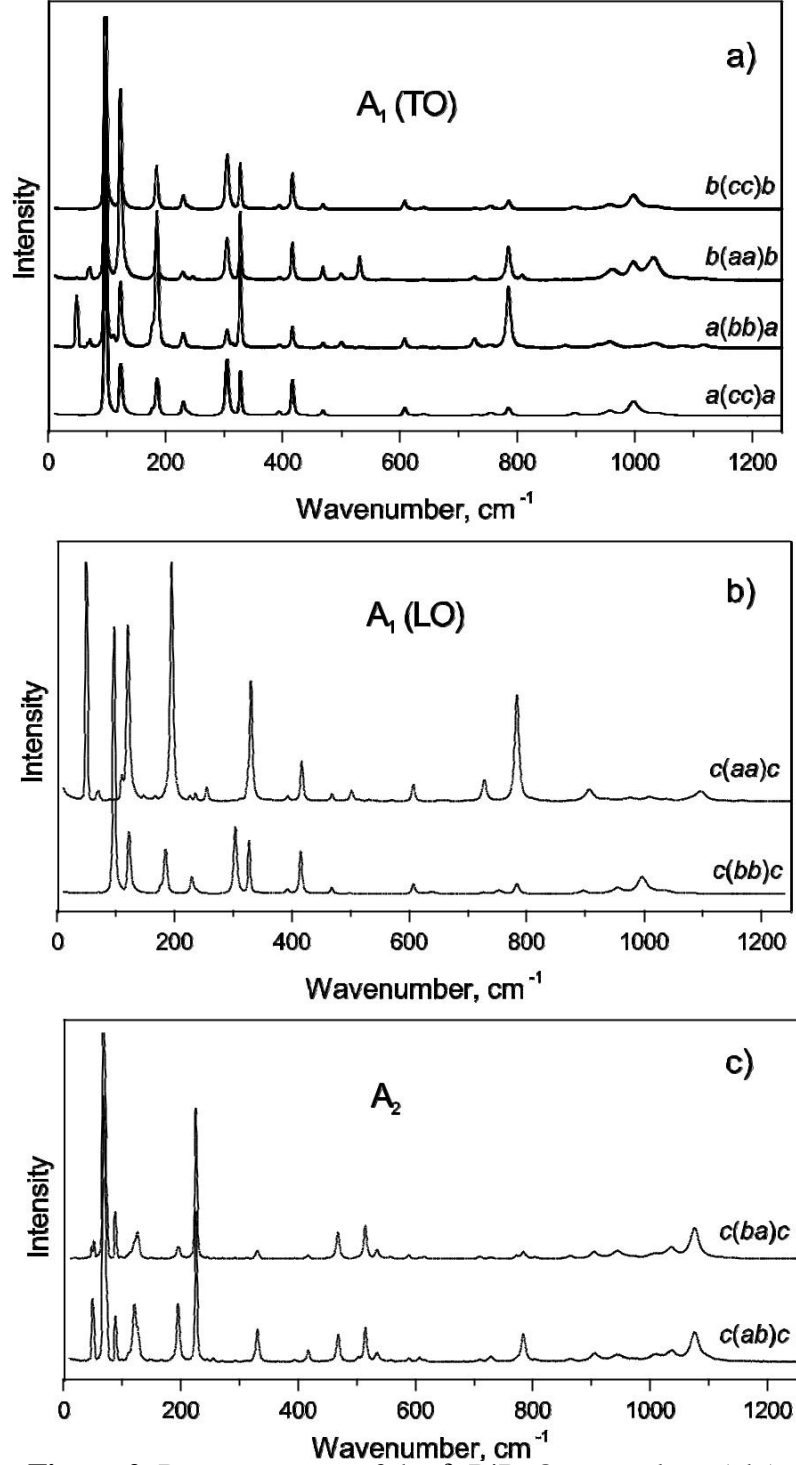 a)
A₁ (TO)
b(cc)b
b(aa)b
a(bb)a
a(cc)a
Intensity
0 200 400 600 800 1000 1200
Wavenumber, cm⁻¹
b)
A₁ (LO)
c(aa)c
c(bb)c
Intensity
0 200 400 600 800 1000 1200
Wavenumber, cm⁻¹
c)
A₂
c(ba)c
c(ab)c
Intensity
0 200 400 600 800 1000 1200
Wavenumber, cm⁻¹